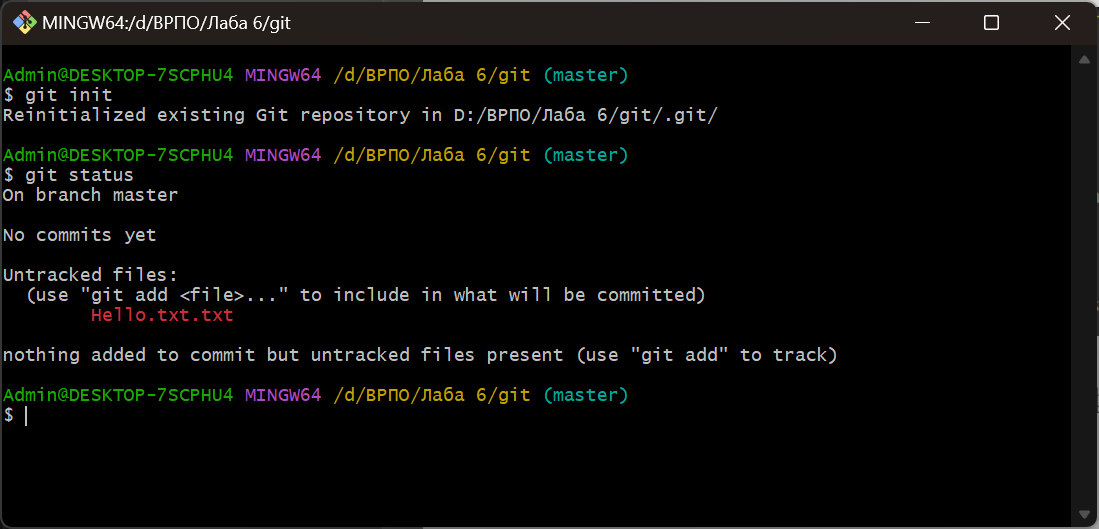 MINGW64:/d/ВРПО/Лаба 6/git
Admin@DESKTOP-7SCPHU4 MINGW64 /d/ВРПО/Лаба 6/git (master)
$ git init
Reinitialized existing Git repository in D:/ВРПО/Лаба 6/git/.git/
Admin@DESKTOP-7SCPHU4 MINGW64 /d/ВРПО/Лаба 6/git (master)
$ git status
On branch master
No commits yet
Untracked files:
(use "git add <file>..." to include in what will be committed)
Hello.txt.txt
nothing added to commit but untracked files present (use "git add" to track)
Admin@DESKTOP-7SCPHU4 MINGW64 /d/ВРПО/Лаба 6/git (master)
$